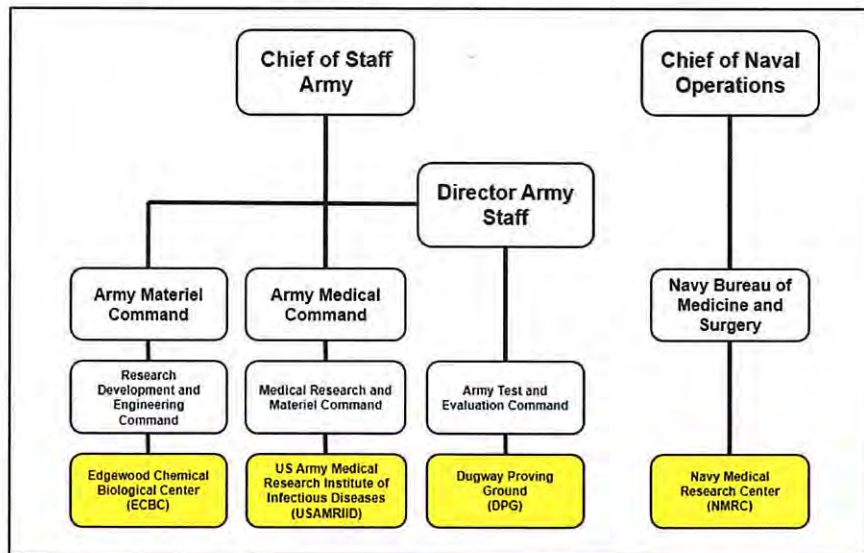 Chief of Staff
Army
Chief of Naval
Operations
Director Army
Staff
Army Materiel
Command
Army Medical
Command
Navy Bureau of
Medicine and
Surgery
Research
Development and
Engineering
Command
Medical Research and
Materiel Command
Army Test and
Evaluation Command
Edgewood Chemical
Biological Center
(ECBC)
US Army Medical
Research Institute of
Infectious Diseases
(USAMRIID)
Dugway Proving
Ground
(DPG)
Navy Medical
Research Center
(NMRC)